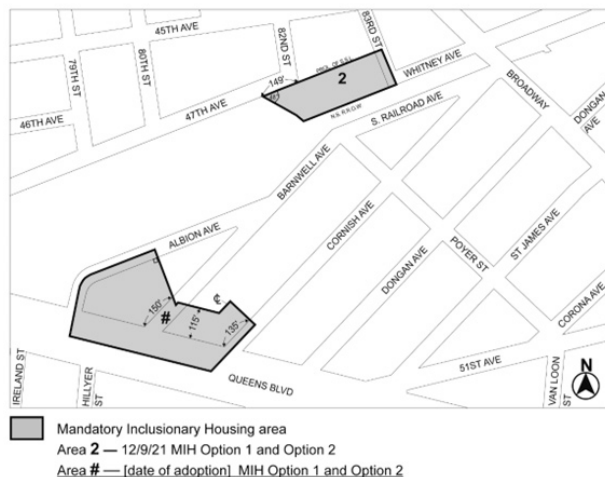 45TH AVE
79TH ST
80TH ST
82ND ST
83RD ST
46TH AVE
47TH AVE
149'
2
WHITNEY AVE
BROADWAY
DONGAN AVE
S. RAILROAD AVE
BARNWELL AVE
CORNISH AVE
DONGAN AVE
POYER ST
ST JAMES AVE
CORONA AVE
ALBION AVE
150'
#
115'
135'
51ST AVE
QUEENS BLVD
IRELAND ST
HILLYER ST
VAN LOON ST
N
Mandatory Inclusionary Housing area
Area 2 — 12/9/21 MIH Option 1 and Option 2
Area # — [date of adoption] MIH Option 1 and Option 2